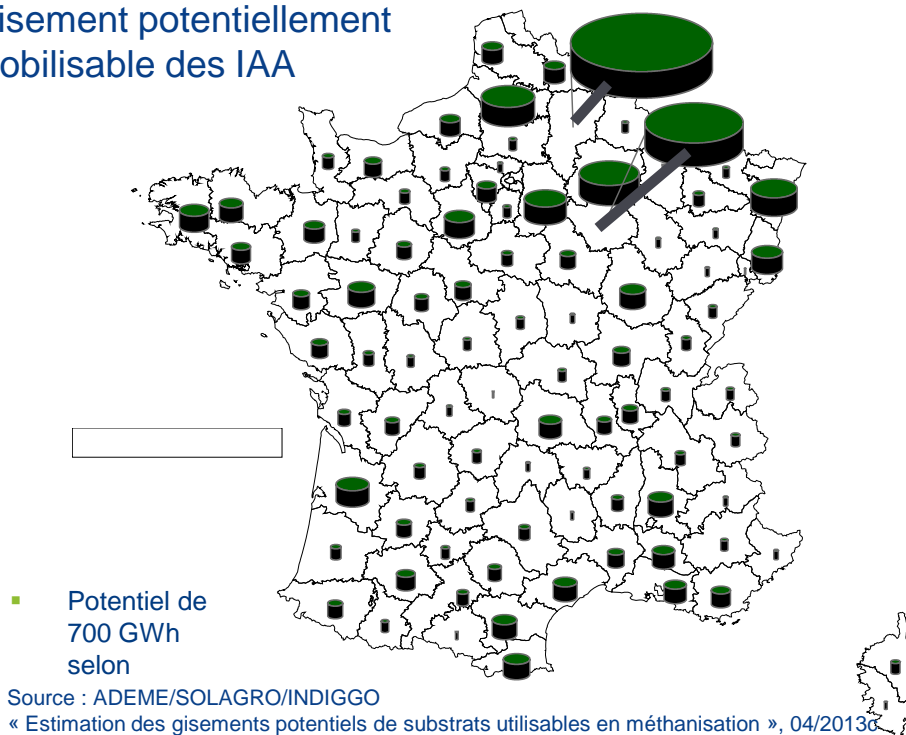 isement potentiellement
obilisable des IAA
Potentiel de
700 GWh
selon
Source : ADEME/SOLAGRO/INDIGGO
« Estimation des gisements potentiels de substrats utilisables en méthanisation », 04/2013